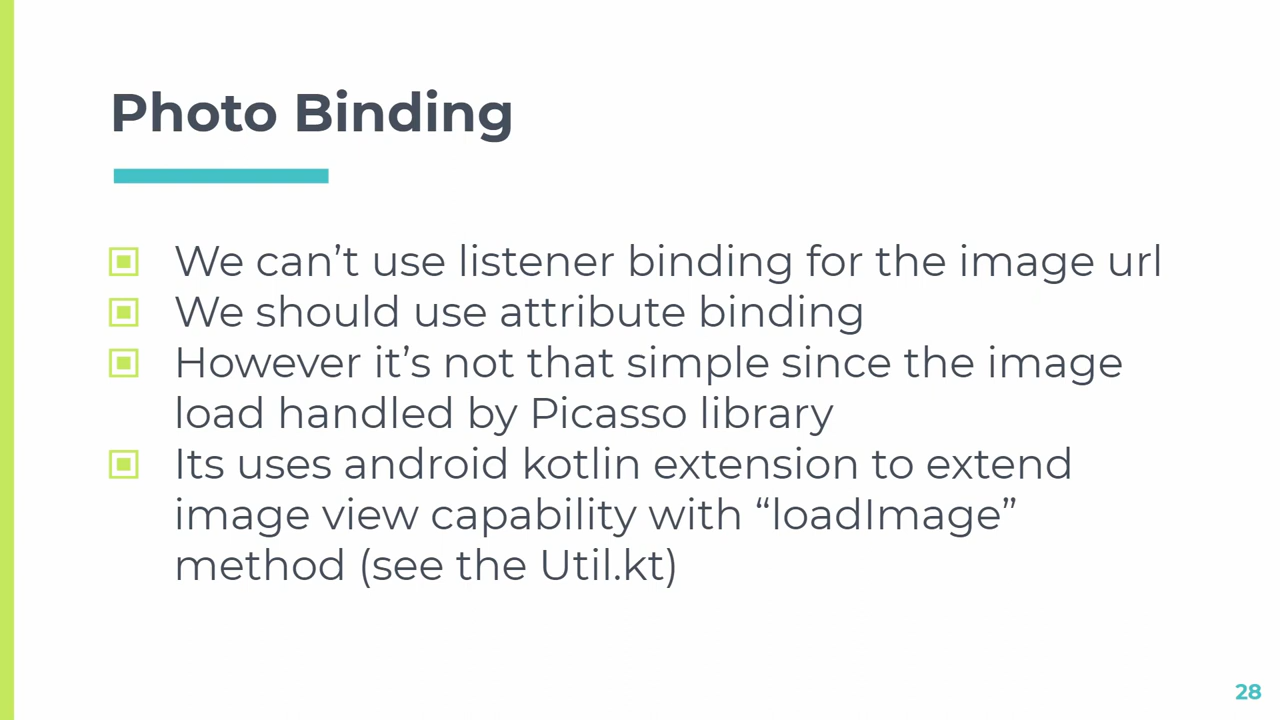 Photo Binding
We can’t use listener binding for the image url
We should use attribute binding
However it’s not that simple since the image
load handled by Picasso library
Its uses android kotlin extension to extend
image view capability with “loadImage”
method (see the Util.kt)
28